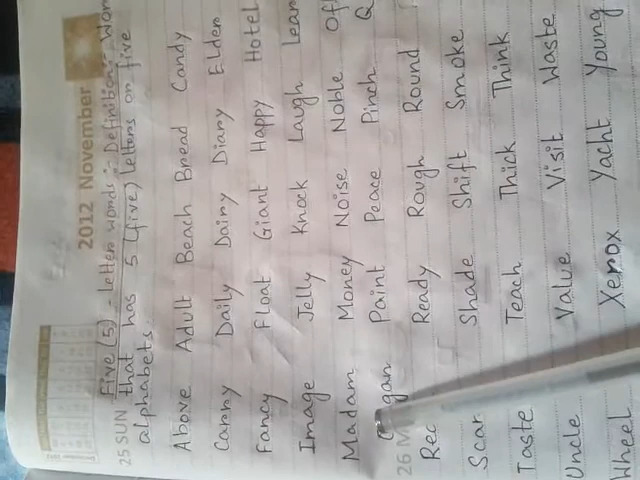 2012 November
25 SUN
Five (5) - letter words :- Definition:- Wor
that has 5 (five) letters or five
alphabets.
Above Adult Beach Bread Candy
Carry Daily Dairy Diary Elder
Fancy Float Giant Happy Hotel
Image Jelly Knock Laugh Lear
Madam Money Noise Noble Of
Paint Peace Pinch Q
26
Rec Ready Rough Round
Scar Shade Shift Smoke
Taste Teach Thick Think
Uncle Value Visit Waste
Wheel Xerox Yacht Young